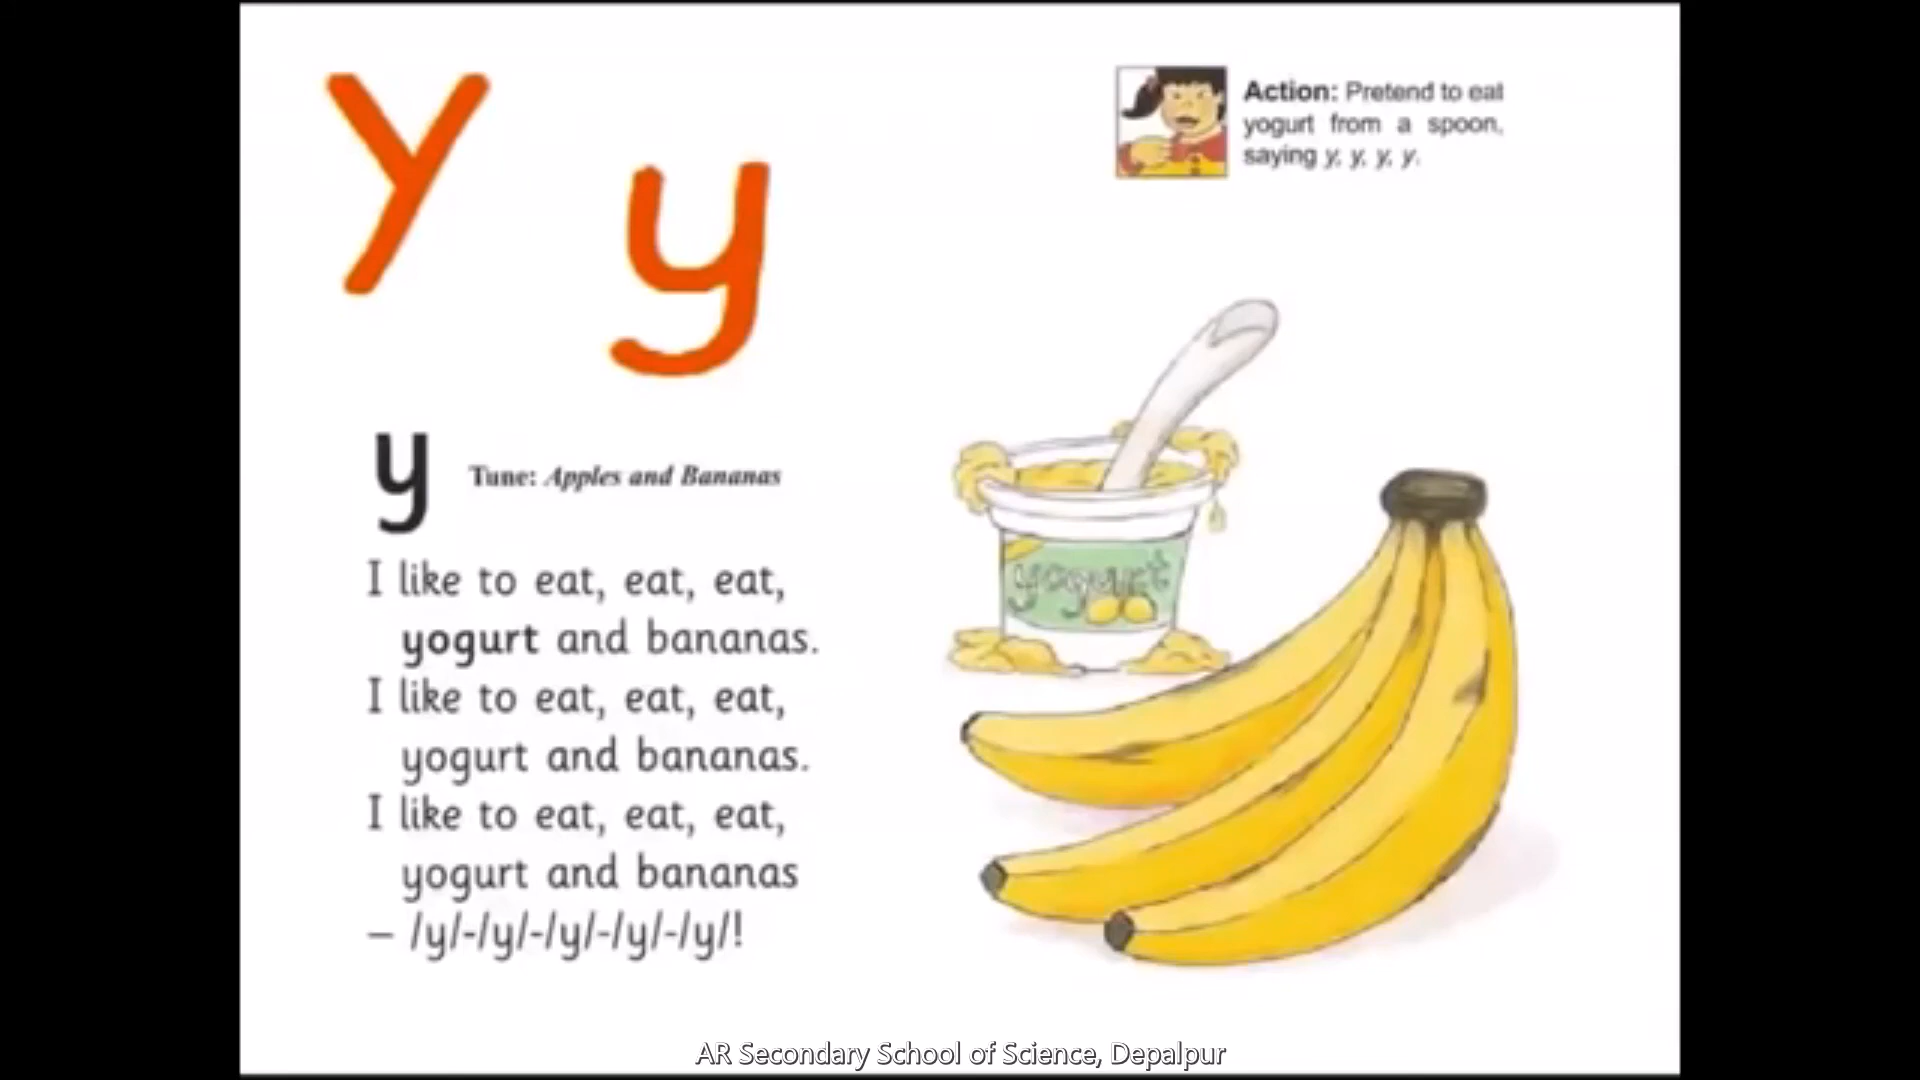 Y y
Action: Pretend to eat
yogurt from a spoon,
saying y, y, y, y.
y
Tune: Apples and Bananas
I like to eat, eat, eat,
yogurt and bananas.
I like to eat, eat, eat,
yogurt and bananas.
I like to eat, eat, eat,
yogurt and bananas
– /y/-/y/-/y/-/y/-/y/!
yogurt
AR Secondary School of Science, Depalpur